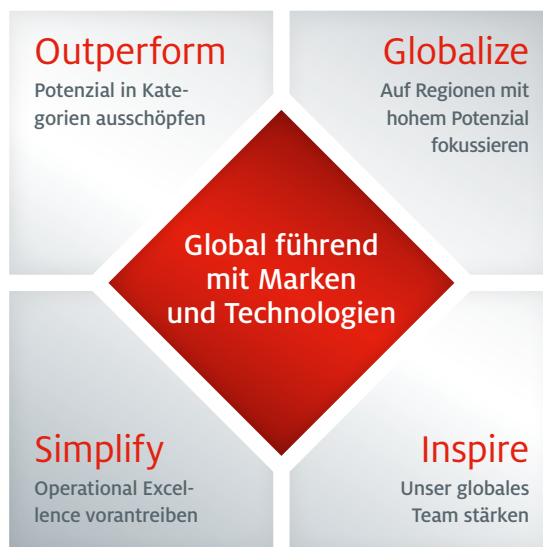 Outperform
Potenzial in Kate-
gorien ausschöpfen
Globalize
Auf Regionen mit
hohem Potenzial
fokussieren
Global führend
mit Marken
und Technologien
Simplify
Operational Excel-
lence vorantreiben
Inspire
Unser globales
Team stärken